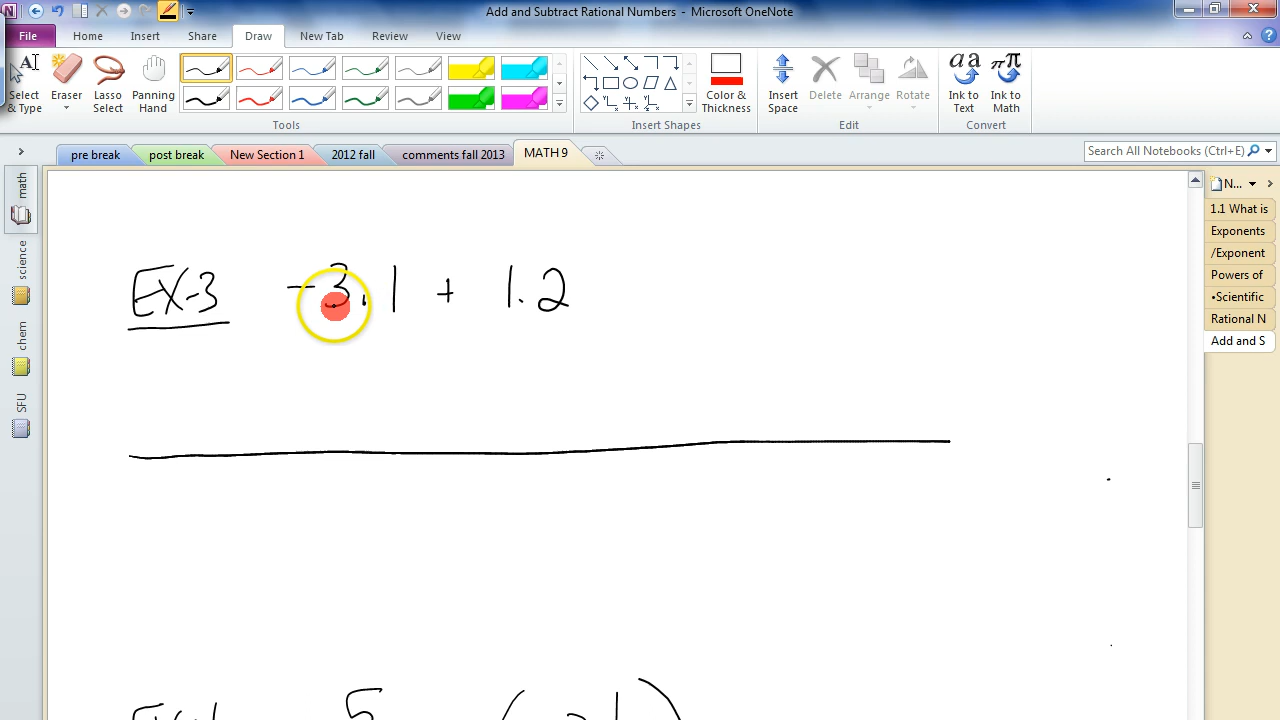 Add and Subtract Rational Numbers - Microsoft OneNote
File Home Insert Share Draw New Tab Review View
Select & Type
Eraser
Lasso Select
Panning Hand
Color & Thickness
Insert Space
Delete
Arrange
Rotate
Ink to Text
Ink to Math
Tools Insert Shapes Edit Convert
pre break post break New Section 1 2012 fall comments fall 2013 MATH 9
Search All Notebooks (Ctrl+E)
N...
1.1 What is
Exponents
/Exponent
Powers of
•Scientific
Rational N
Add and S
math
science
chem
SFU
EX-3 -3.1 + 1.2